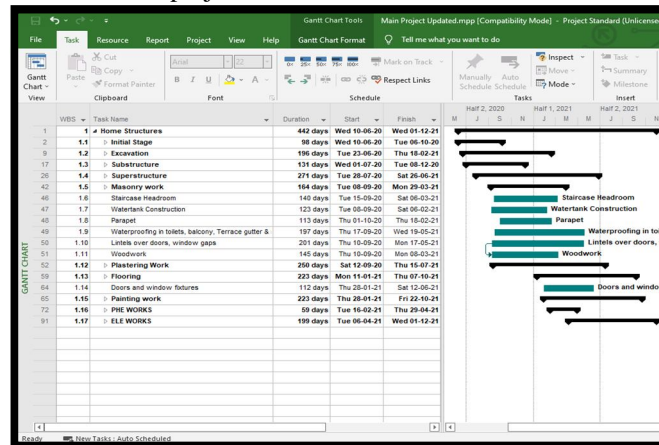 Gantt Chart Tools Main Project Updated.mpp [Compatibility Mode] - Project Standard (Unlicense
File Task Resource Report Project View Help Gantt Chart Format Tell me what you want to do
Gantt Chart
Paste
Cut
Copy
Format Painter
Arial 22
B I U A
0% 25% 50% 75% 100%
Mark on Track
Respect Links
Manually Schedule
Auto Schedule
Inspect
Move
Mode
Task
Summary
Milestone
View Clipboard Font Schedule Tasks Insert
WBS Task Name Duration Start Finish
Half 2, 2020 Half 1, 2021 Half 2, 2021
M J S N J M M J S N
1 1 Home Structures 442 days Wed 10-06-20 Wed 01-12-21
2 1.1 Initial Stage 98 days Wed 10-06-20 Tue 06-10-20
9 1.2 Excavation 196 days Tue 23-06-20 Thu 18-02-21
17 1.3 Substructure 131 days Wed 01-07-20 Tue 08-12-20
26 1.4 Superstructure 271 days Tue 28-07-20 Sat 26-06-21
42 1.5 Masonry work 164 days Tue 08-09-20 Mon 29-03-21
46 1.6 Staircase Headroom 140 days Tue 15-09-20 Sat 06-03-21 Staircase Headroom
47 1.7 Watertank Construction 123 days Tue 08-09-20 Sat 06-02-21 Watertank Construction
48 1.8 Parapet 113 days Thu 01-10-20 Thu 18-02-21 Parapet
49 1.9 Waterproofing in toilets, balcony, Terrace gutter & 197 days Thu 17-09-20 Wed 19-05-21 Waterproofing in toi
50 1.10 Lintels over doors, window gaps 201 days Thu 10-09-20 Mon 17-05-21 Lintels over doors,
51 1.11 Woodwork 145 days Thu 10-09-20 Mon 08-03-21 Woodwork
52 1.12 Plastering Work 250 days Sat 12-09-20 Thu 15-07-21
59 1.13 Flooring 223 days Mon 11-01-21 Thu 07-10-21
64 1.14 Doors and window fixtures 112 days Thu 28-01-21 Sat 12-06-21 Doors and windo
65 1.15 Painting work 223 days Thu 28-01-21 Fri 22-10-21
72 1.16 PHE WORKS 59 days Tue 16-02-21 Thu 29-04-21
91 1.17 ELE WORKS 199 days Tue 06-04-21 Wed 01-12-21
GANTT CHART
Ready New Tasks : Auto Scheduled